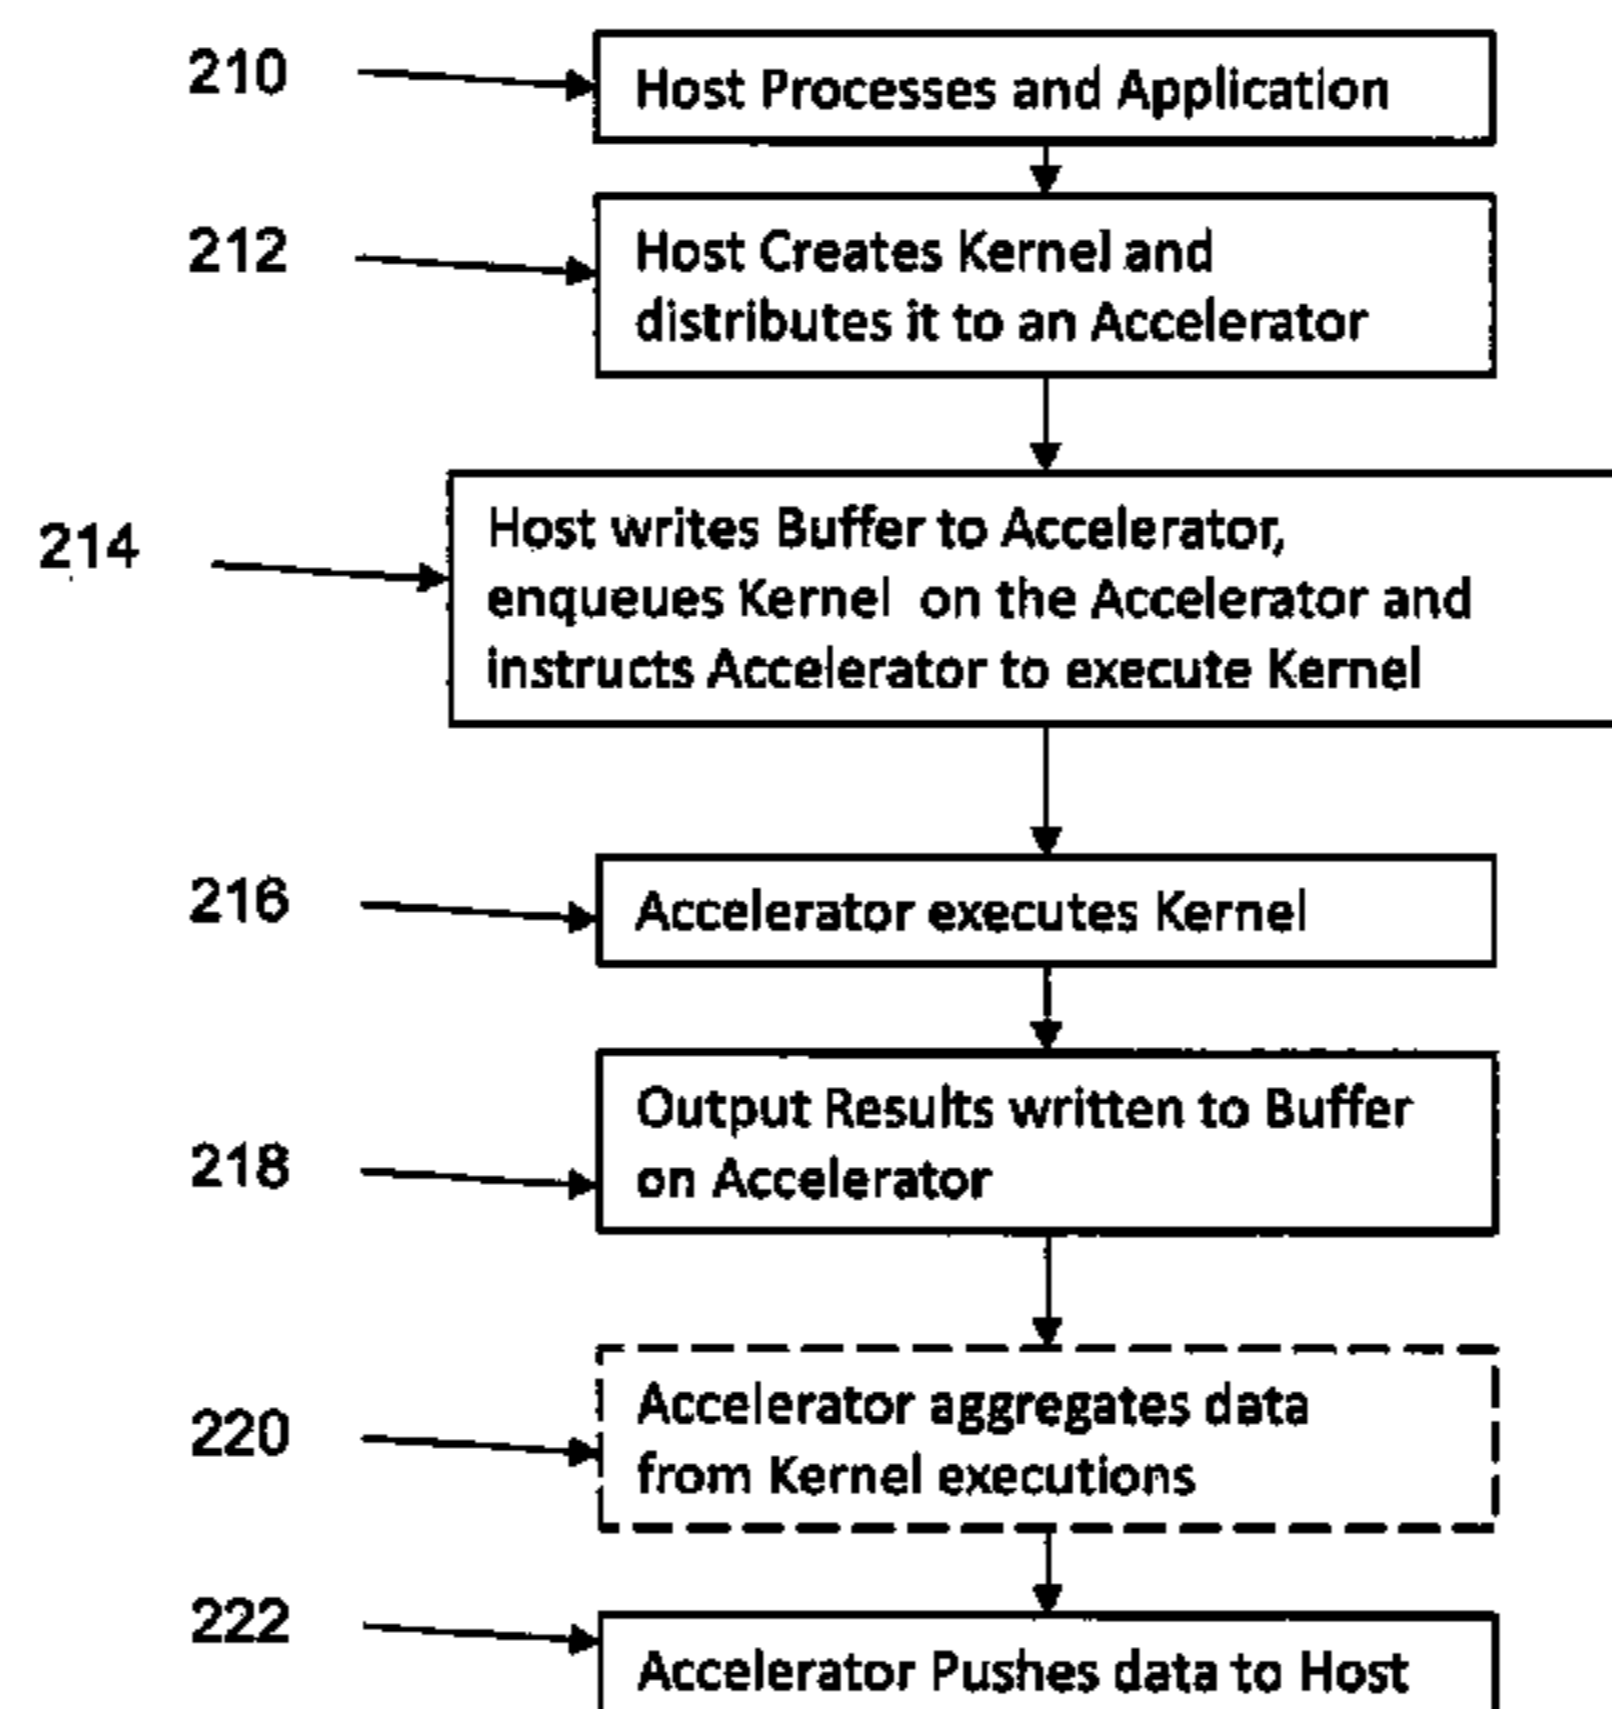 210
Host Processes and Application
212
Host Creates Kernel and
distributes it to an Accelerator
214
Host writes Buffer to Accelerator,
enqueues Kernel on the Accelerator and
instructs Accelerator to execute Kernel
216
Accelerator executes Kernel
218
Output Results written to Buffer
on Accelerator
220
Accelerator aggregates data
from Kernel executions
222
Accelerator Pushes data to Host